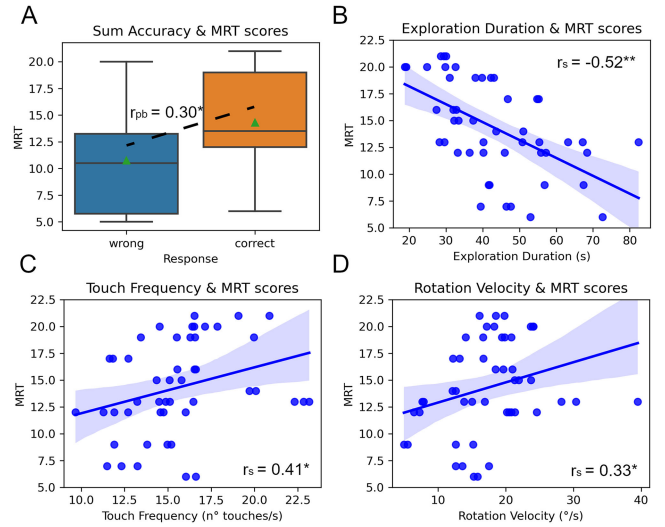 A
Sum Accuracy & MRT scores
20.0
17.5
15.0
12.5
10.0
7.5
5.0
MRT
rpb = 0.30*
wrong correct
Response
B
Exploration Duration & MRT scores
22.5
20.0
17.5
15.0
12.5
10.0
7.5
5.0
MRT
rs = -0.52**
20 30 40 50 60 70 80
Exploration Duration (s)
C
Touch Frequency & MRT scores
22.5
20.0
17.5
15.0
12.5
10.0
7.5
5.0
MRT
rs = 0.41*
10.0 12.5 15.0 17.5 20.0 22.5
Touch Frequency (n° touches/s)
D
Rotation Velocity & MRT scores
22.5
20.0
17.5
15.0
12.5
10.0
7.5
5.0
MRT
rs = 0.33*
10 20 30 40
Rotation Velocity (°/s)